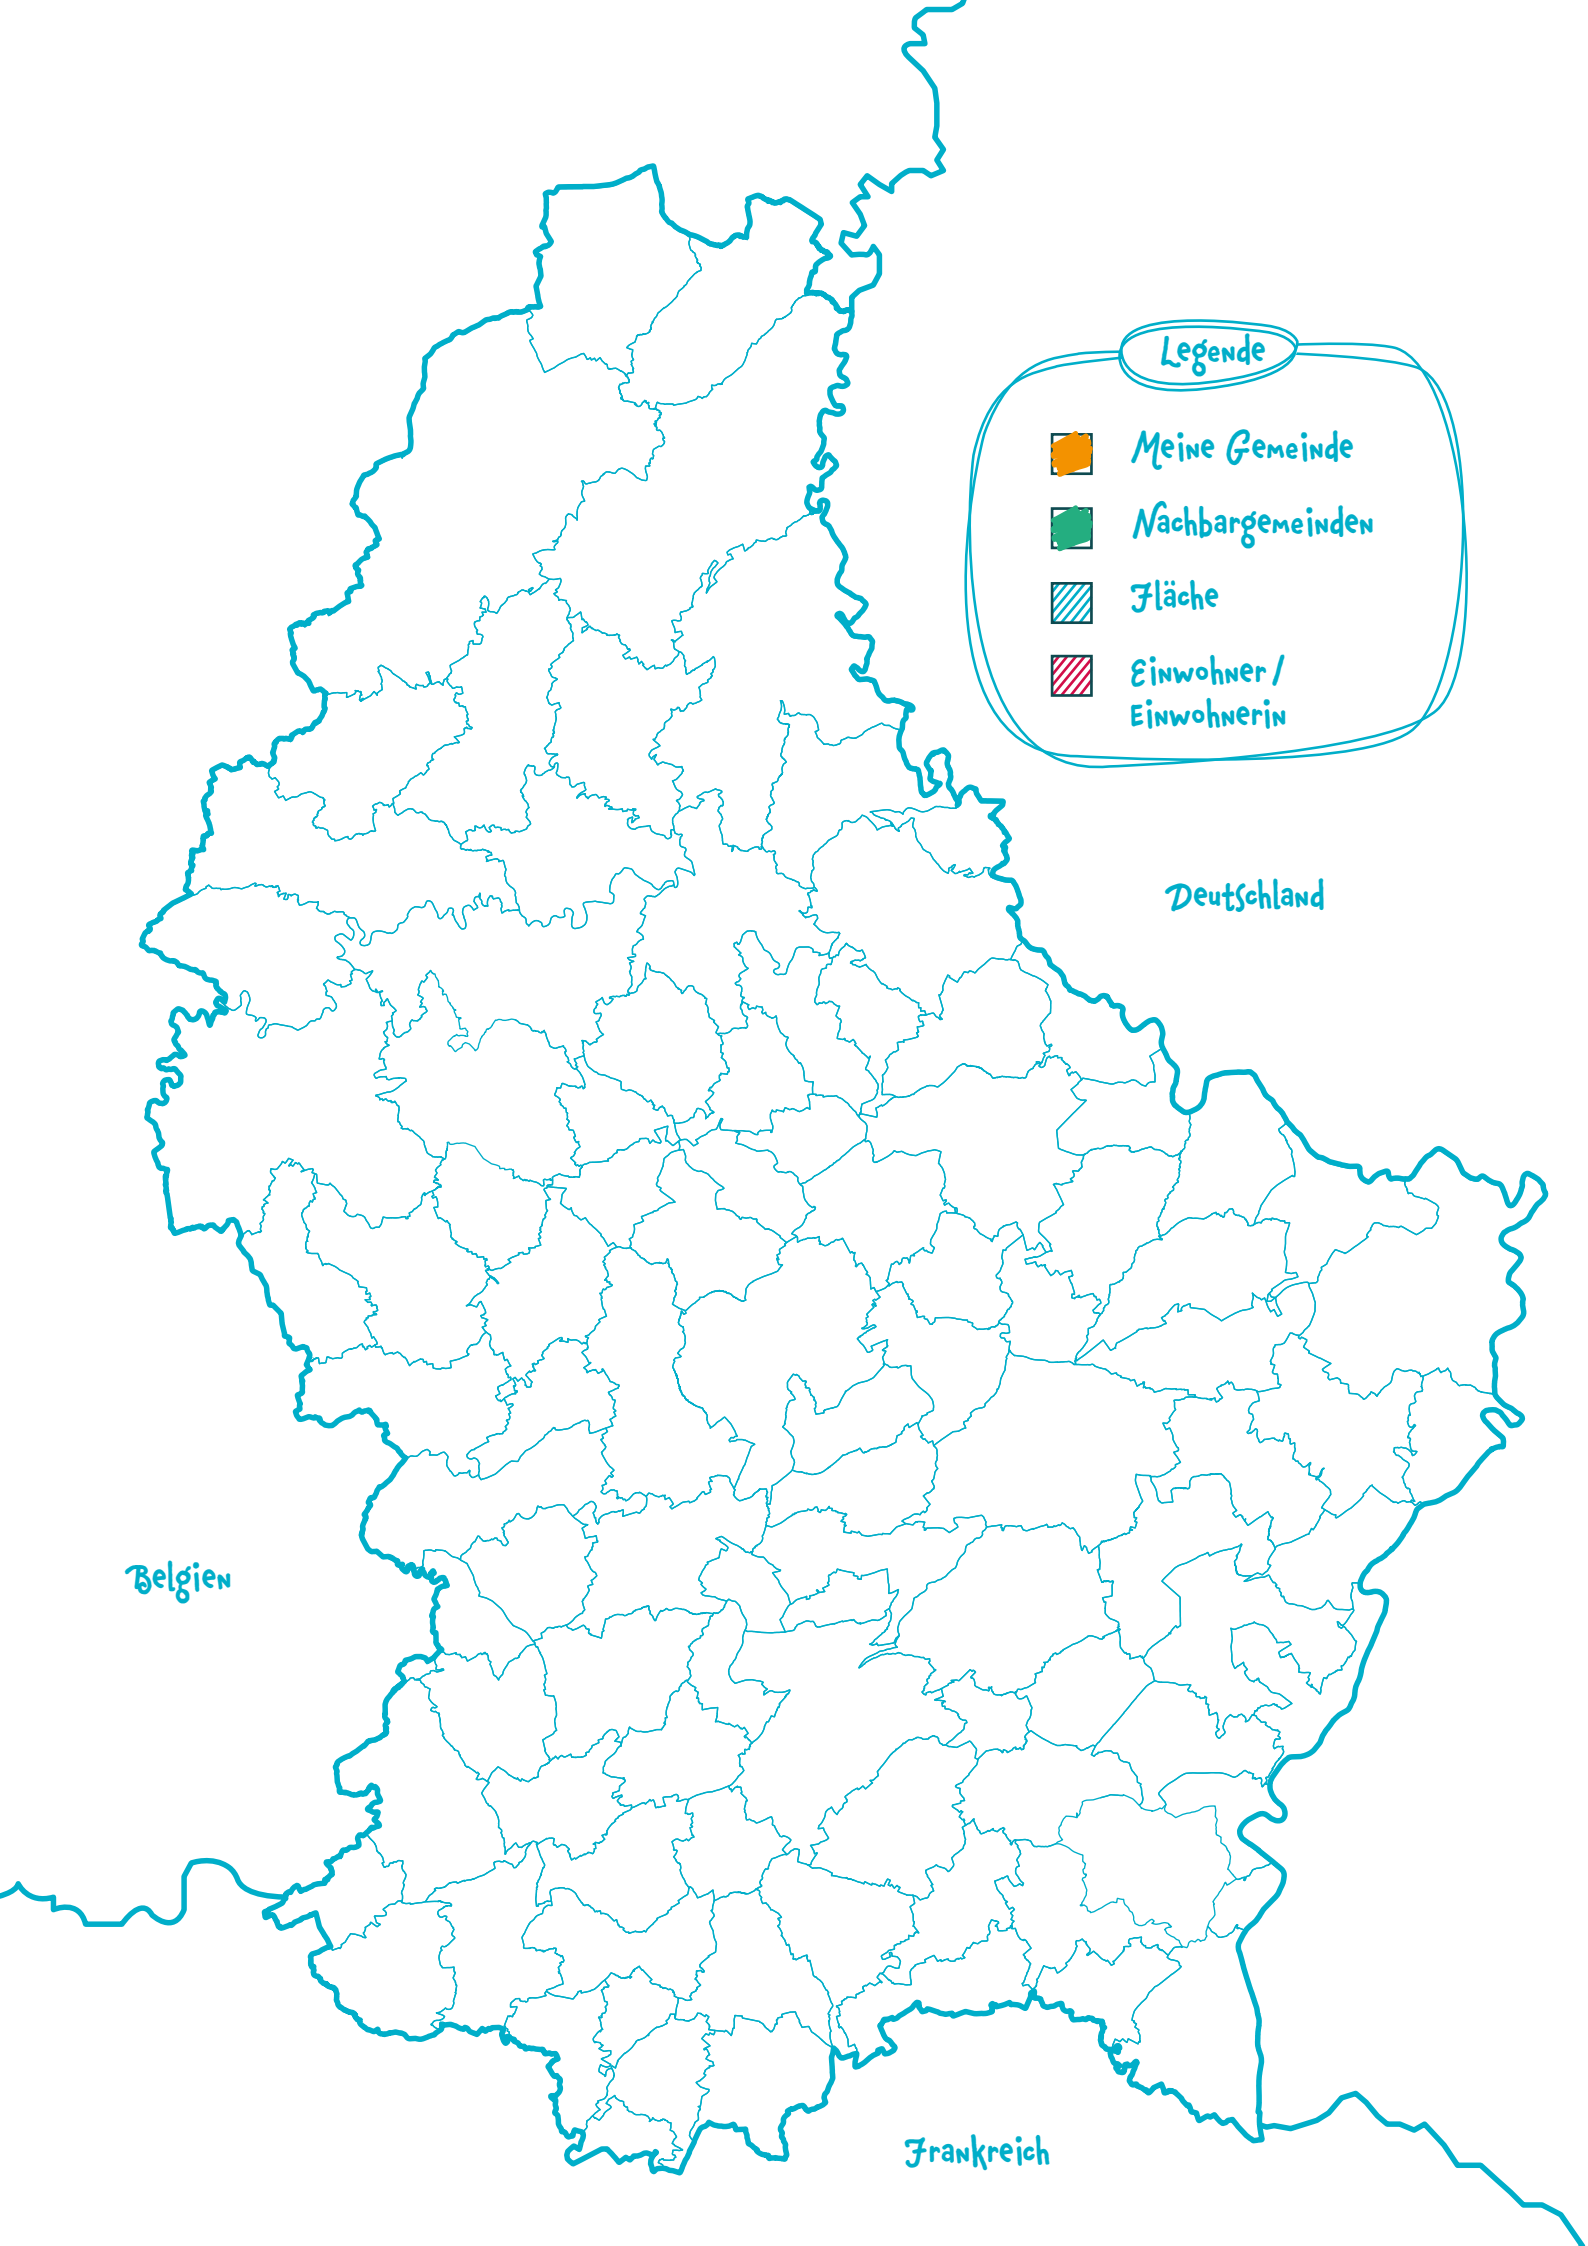 Legende
Meine Gemeinde
Nachbargemeinden
Fläche
Einwohner /
Einwohnerin
Deutschland
Belgien
Frankreich